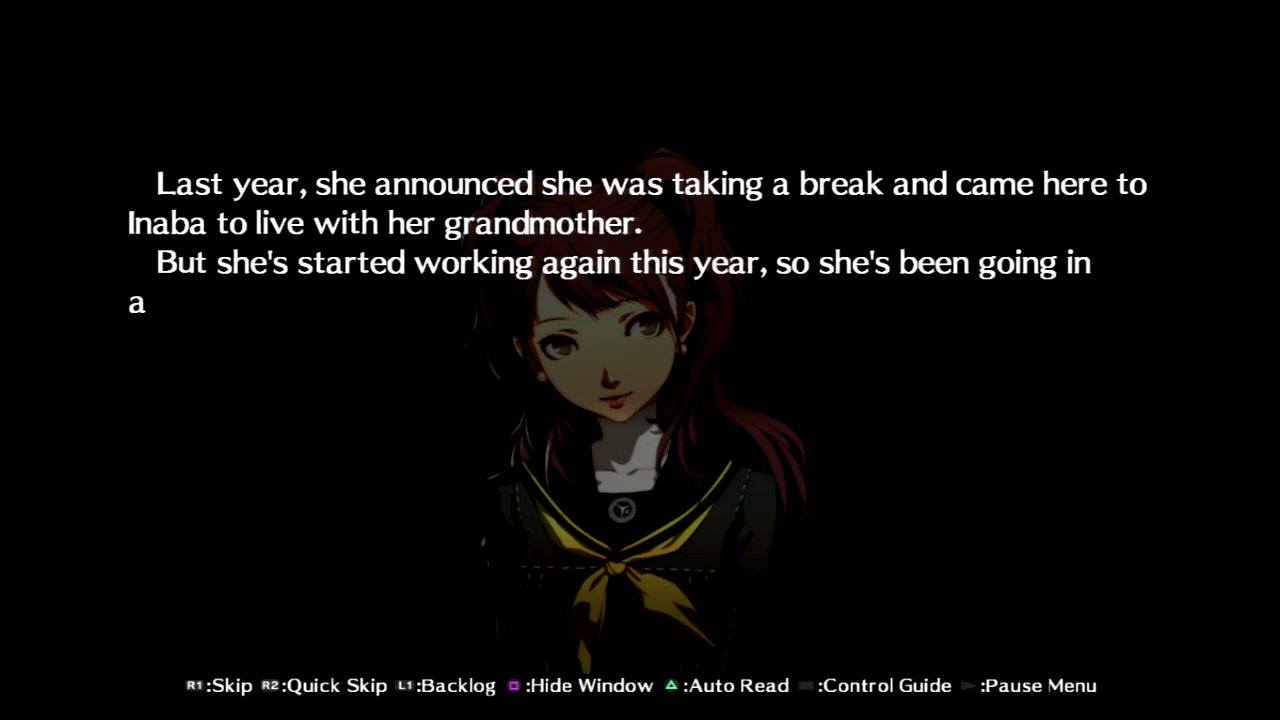 Last year, she announced she was taking a break and came here to
Inaba to live with her grandmother.
But she's started working again this year, so she's been going in
a
R1:Skip R2:Quick Skip L1:Backlog :Hide Window :Auto Read :Control Guide :Pause Menu